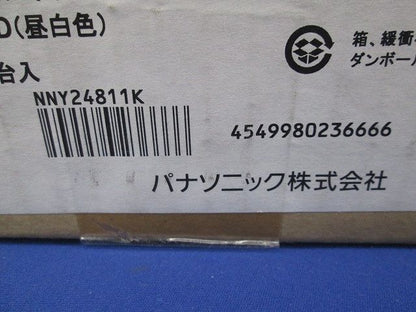 D(昼白色)
台入
箱、緩衝
ダンボール
NNY24811K
4549980236666
パナソニック株式会社